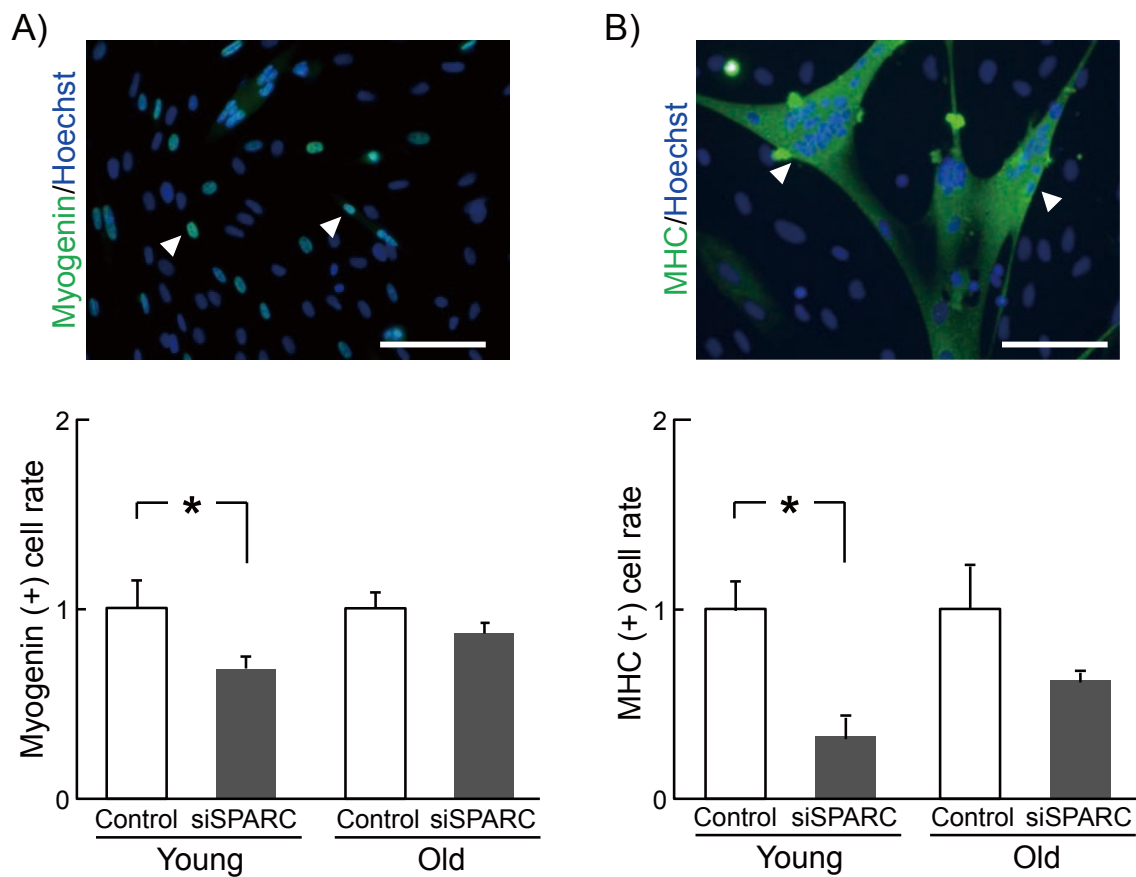 A)
Myogenin/Hoechst
Myogenin (+) cell rate
2
1
0
*
Control siSPARC Control siSPARC
Young Old
B)
MHC/Hoechst
MHC (+) cell rate
2
1
0
*
Control siSPARC Control siSPARC
Young Old